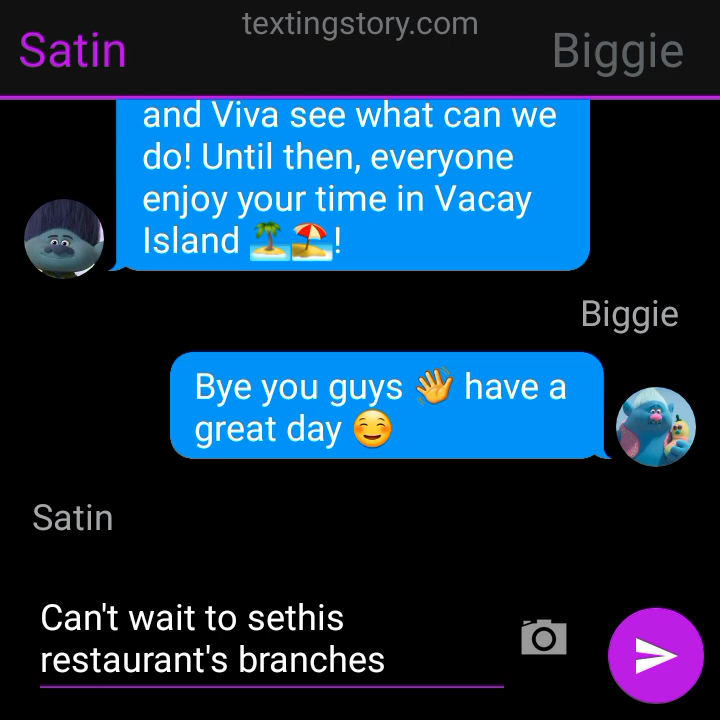 textingstory.com
Satin
Biggie
and Viva see what can we
do! Until then, everyone
enjoy your time in Vacay
Island 🏝️🏖️!
Biggie
Bye you guys 👋 have a
great day ☺️
Satin
Can't wait to sethis
restaurant's branches